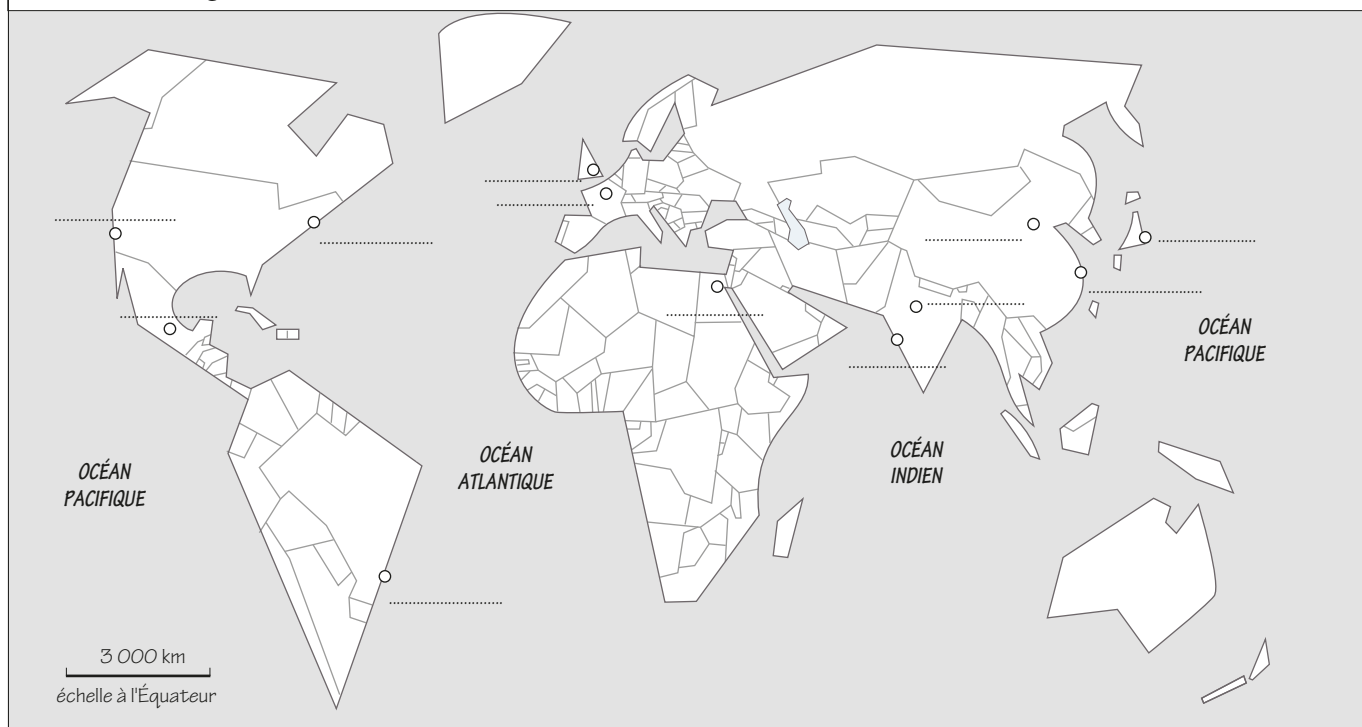 OCÉAN
PACIFIQUE
OCÉAN
ATLANTIQUE
OCÉAN
INDIEN
OCÉAN
PACIFIQUE
3 000 km
échelle à l'Équateur